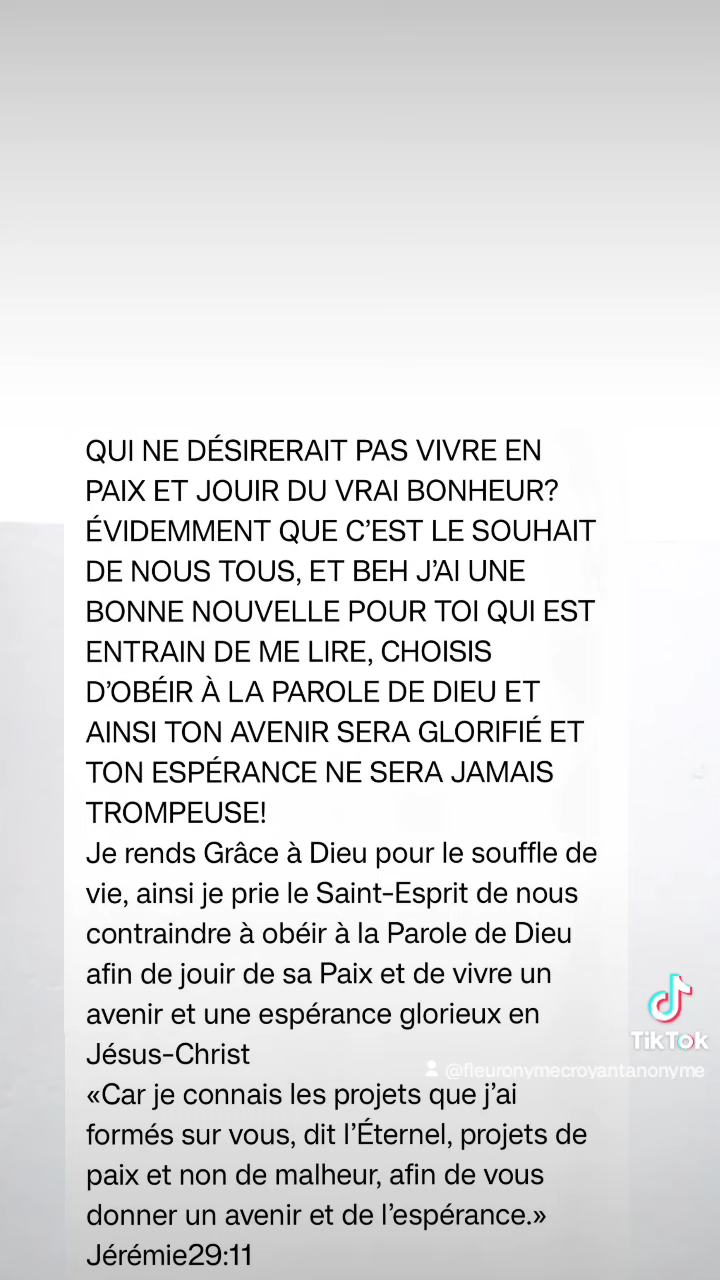 QUI NE DÉSIRERAIT PAS VIVRE EN
PAIX ET JOUIR DU VRAI BONHEUR?
ÉVIDEMMENT QUE C'EST LE SOUHAIT
DE NOUS TOUS, ET BEH J'AI UNE
BONNE NOUVELLE POUR TOI QUI EST
ENTRAIN DE ME LIRE, CHOISIS
D'OBÉIR À LA PAROLE DE DIEU ET
AINSI TON AVENIR SERA GLORIFIÉ ET
TON ESPÉRANCE NE SERA JAMAIS
TROMPEUSE!
Je rends Grâce à Dieu pour le souffle de
vie, ainsi je prie le Saint-Esprit de nous
contraindre à obéir à la Parole de Dieu
afin de jouir de sa Paix et de vivre un
avenir et une espérance glorieux en
Jésus-Christ
«Car je connais les projets que j'ai
formés sur vous, dit l'Éternel, projets de
paix et non de malheur, afin de vous
donner un avenir et de l'espérance.»
Jérémie29:11
TikTok
@fleuronymecroyantanonyme